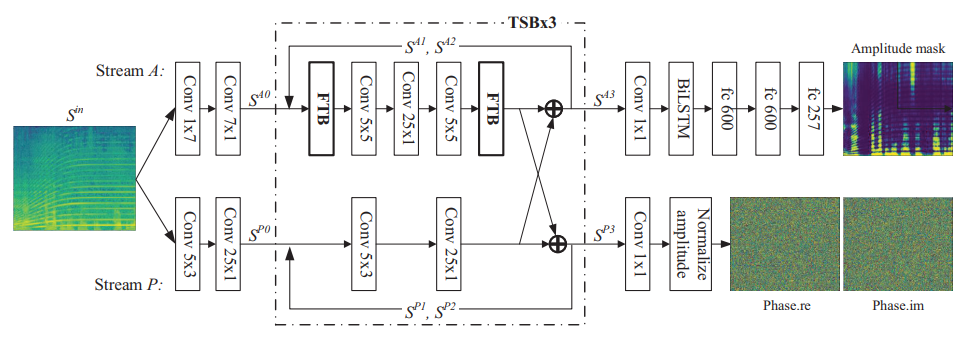 TSBx3
S^{A1}, S^{A2}
Amplitude mask
Stream A:
S^{in}
Conv 1x7
Conv 7x1
S^{A0}
FTB
Conv 5x5
Conv 25x1
Conv 5x5
FTB
S^{A3}
Conv 1x1
BiLSTM
fc 600
fc 600
fc 257
Stream P:
Conv 5x3
Conv 25x1
S^{P0}
Conv 5x3
Conv 25x1
S^{P3}
Conv 1x1
Normalize
amplitude
S^{P1}, S^{P2}
Phase.re
Phase.im